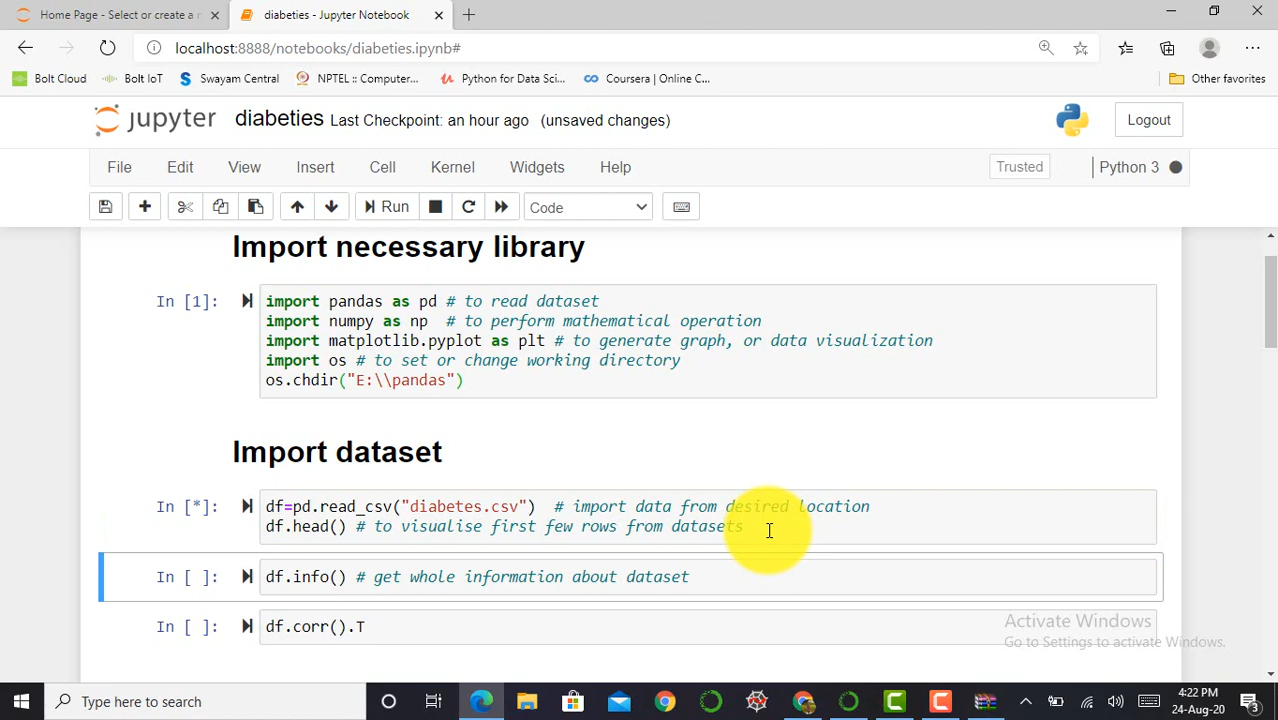 Home Page - Select or create a n
diabeties - Jupyter Notebook
localhost:8888/notebooks/diabeties.ipynb#
Bolt Cloud
Bolt IoT
Swayam Central
NPTEL :: Computer...
Python for Data Sci...
Coursera | Online C...
Other favorites
jupyter diabeties Last Checkpoint: an hour ago (unsaved changes)
Logout
File Edit View Insert Cell Kernel Widgets Help
Trusted
Python 3
Run
Code
Import necessary library
In [1]: import pandas as pd # to read dataset
import numpy as np # to perform mathematical operation
import matplotlib.pyplot as plt # to generate graph, or data visualization
import os # to set or change working directory
os.chdir("E:\\pandas")
Import dataset
In [*]: df=pd.read_csv("diabetes.csv") # import data from desired location
df.head() # to visualise first few rows from datasets
In [ ]: df.info() # get whole information about dataset
In [ ]: df.corr().T
Activate Windows
Go to Settings to activate Windows.
Type here to search
4:22 PM
24-Aug-20
3